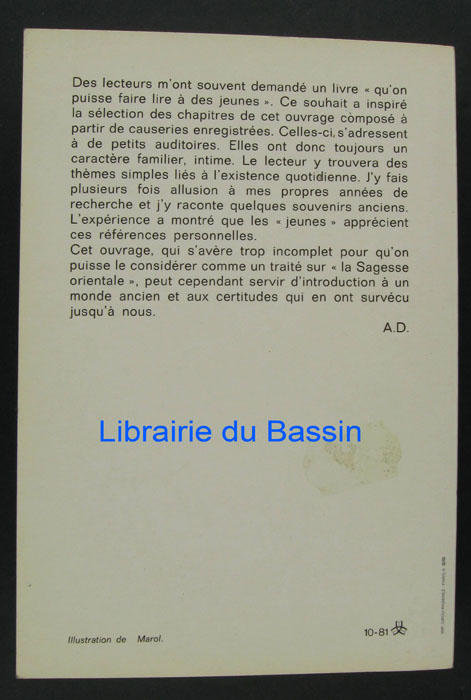 Des lecteurs m'ont souvent demandé un livre « qu'on
puisse faire lire à des jeunes ». Ce souhait a inspiré
la sélection des chapitres de cet ouvrage composé à
partir de causeries enregistrées. Celles-ci, s'adressent
à de petits auditoires. Elles ont donc toujours un
caractère familier, intime. Le lecteur y trouvera des
thèmes simples liés à l'existence quotidienne. J'y fais
plusieurs fois allusion à mes propres années de
recherche et j'y raconte quelques souvenirs anciens.
L'expérience a montré que les « jeunes » apprécient
ces références personnelles.
Cet ouvrage, qui s'avère trop incomplet pour qu'on
puisse le considérer comme un traité sur « la Sagesse
orientale », peut cependant servir d'introduction à un
monde ancien et aux certitudes qui en ont survécu
jusqu'à nous.
A.D.
Librairie du Bassin
Illustration de Marol.
10-81